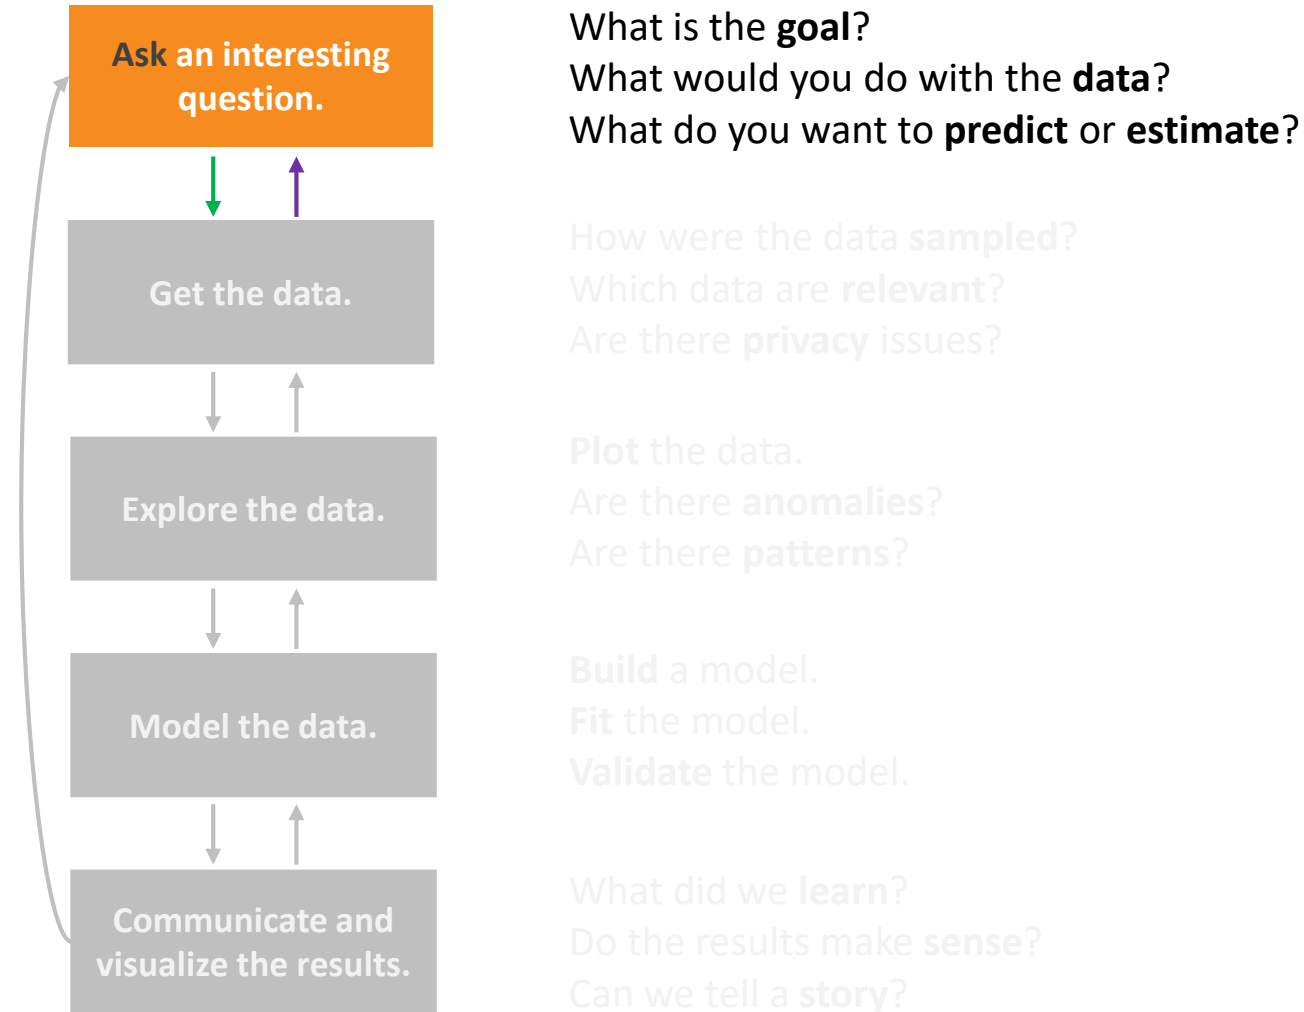 Ask an interesting
question.
What is the goal?
What would you do with the data?
What do you want to predict or estimate?
Get the data.
How were the data sampled?
Which data are relevant?
Are there privacy issues?
Explore the data.
Plot the data.
Are there anomalies?
Are there patterns?
Model the data.
Build a model.
Fit the model.
Validate the model.
Communicate and
visualize the results.
What did we learn?
Do the results make sense?
Can we tell a story?